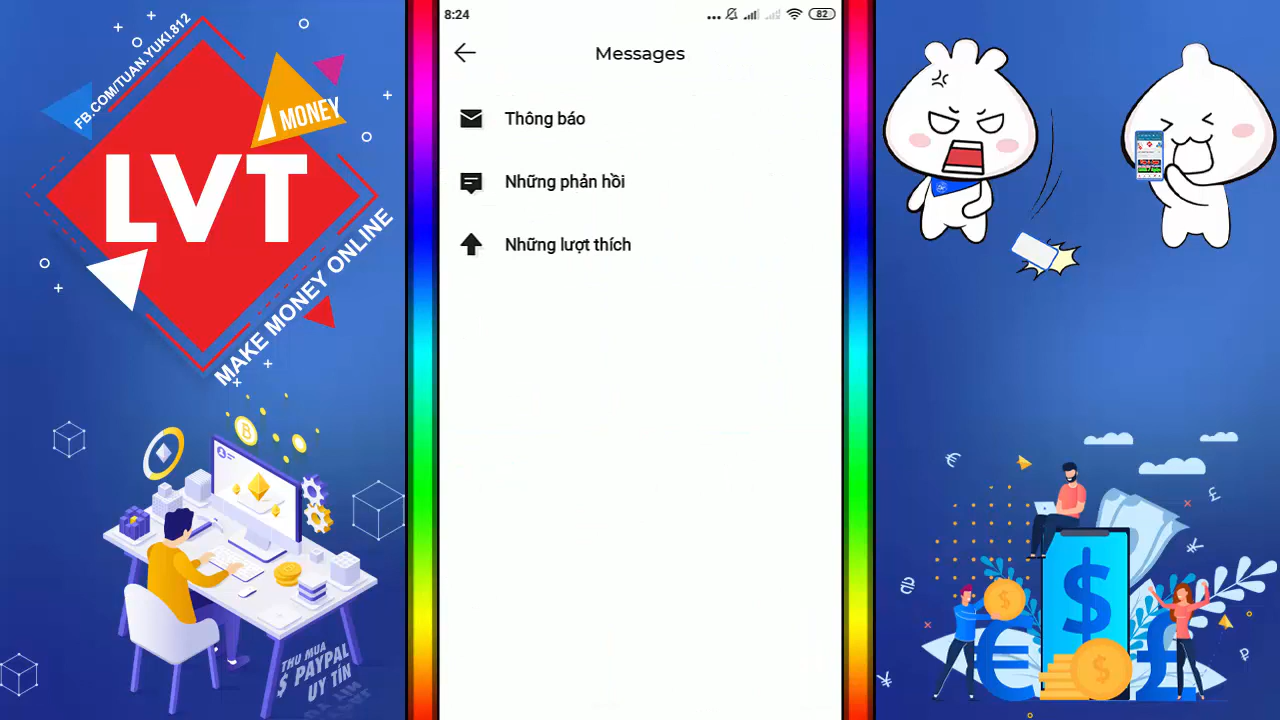 FB.COM/TUAN.YUKI.812
MONEY
LVT
MAKE MONEY ONLINE
THU MUA
$ PAYPAL
UY TÍN
8:24
82
Messages
Thông báo
Những phản hồi
Những lượt thích